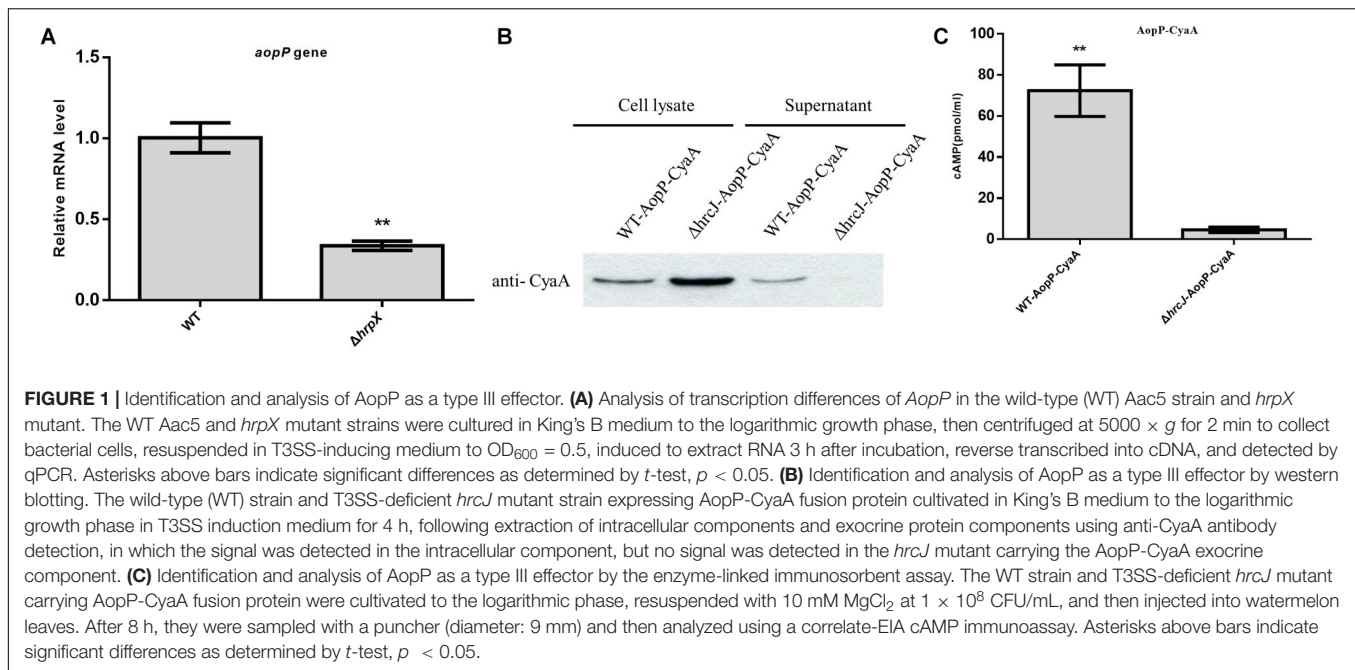 A
aopP gene
Relative mRNA level
1.5
1.0
0.5
0.0
**
WT
ΔhrpX
B
Cell lysate
Supernatant
WT-AopP-CyaA
ΔhrcJ-AopP-CyaA
WT-AopP-CyaA
ΔhrcJ-AopP-CyaA
anti- CyaA
C
AopP-CyaA
cAMP(pmol/ml)
100
80
60
40
20
0
**
WT-AopP-CyaA
ΔhrcJ-AopP-CyaA
FIGURE 1 | Identification and analysis of AopP as a type III effector. (A) Analysis of transcription differences of AopP in the wild-type (WT) Aac5 strain and hrpX
mutant. The WT Aac5 and hrpX mutant strains were cultured in King's B medium to the logarithmic growth phase, then centrifuged at 5000 × g for 2 min to collect
bacterial cells, resuspended in T3SS-inducing medium to OD600 = 0.5, induced to extract RNA 3 h after incubation, reverse transcribed into cDNA, and detected by
qPCR. Asterisks above bars indicate significant differences as determined by t-test, p < 0.05. (B) Identification and analysis of AopP as a type III effector by western
blotting. The wild-type (WT) strain and T3SS-deficient hrcJ mutant strain expressing AopP-CyaA fusion protein cultivated in King's B medium to the logarithmic
growth phase in T3SS induction medium for 4 h, following extraction of intracellular components and exocrine protein components using anti-CyaA antibody
detection, in which the signal was detected in the intracellular component, but no signal was detected in the hrcJ mutant carrying the AopP-CyaA exocrine
component. (C) Identification and analysis of AopP as a type III effector by the enzyme-linked immunosorbent assay. The WT strain and T3SS-deficient hrcJ mutant
carrying AopP-CyaA fusion protein were cultivated to the logarithmic phase, resuspended with 10 mM MgCl2 at 1 × 10^8 CFU/mL, and then injected into watermelon
leaves. After 8 h, they were sampled with a puncher (diameter: 9 mm) and then analyzed using a correlate-EIA cAMP immunoassay. Asterisks above bars indicate
significant differences as determined by t-test, p < 0.05.